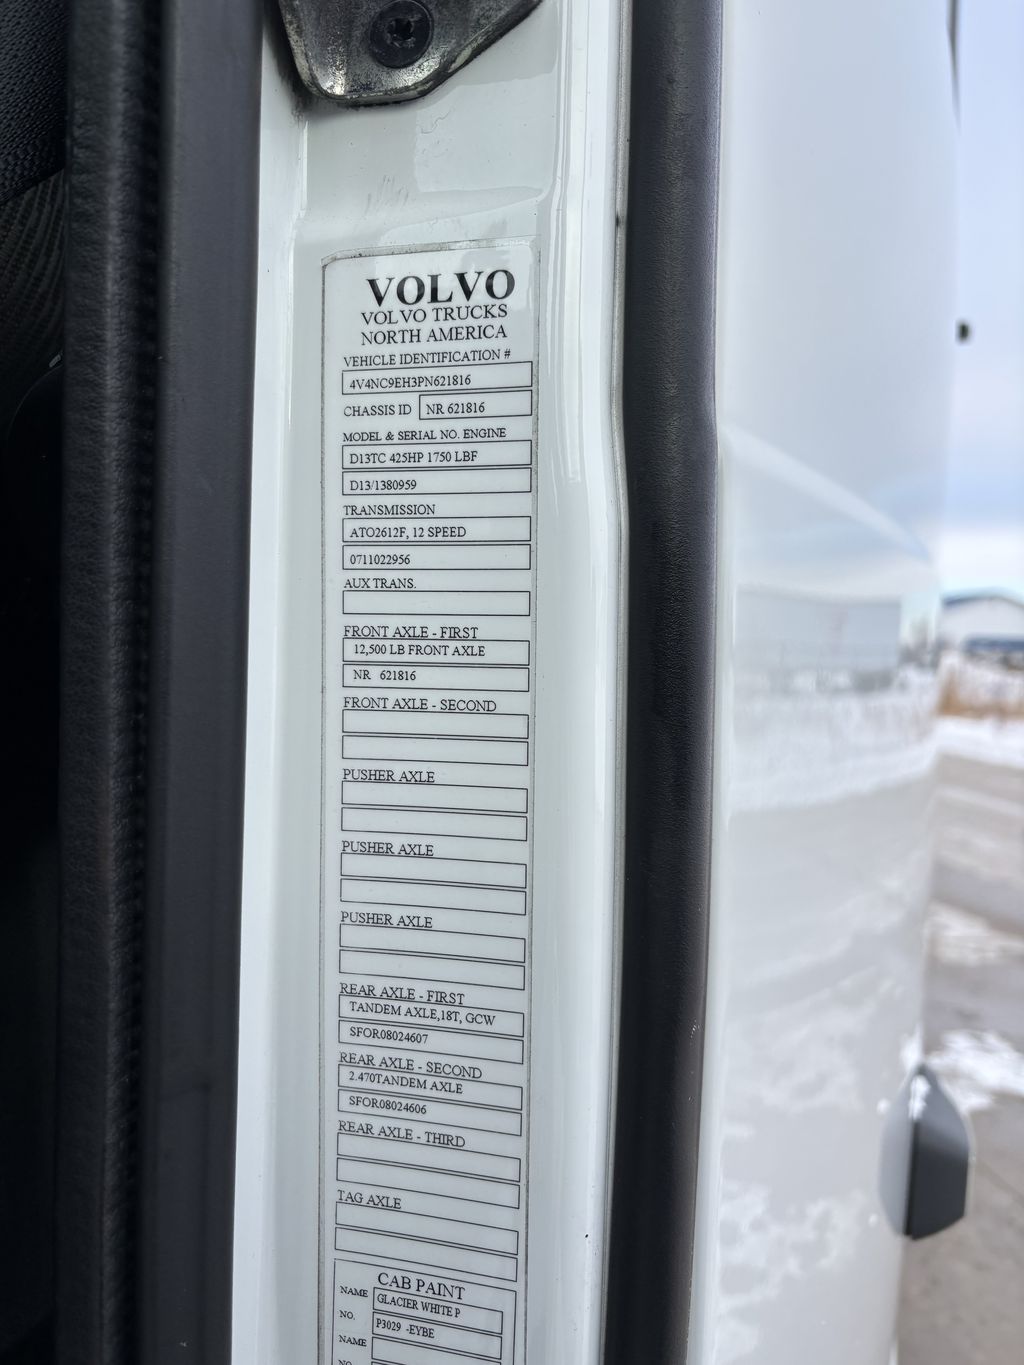 VOLVO
VOLVO TRUCKS
NORTH AMERICA
VEHICLE IDENTIFICATION #
4V4NC9EH3PN621816
CHASSIS ID NR 621816
MODEL & SERIAL NO. ENGINE
D13TC 425HP 1750 LBF
D13/1380959
TRANSMISSION
ATO2612F, 12 SPEED
0711022956
AUX TRANS.
FRONT AXLE - FIRST
12,500 LB FRONT AXLE
NR 621816
FRONT AXLE - SECOND
PUSHER AXLE
PUSHER AXLE
PUSHER AXLE
REAR AXLE - FIRST
TANDEM AXLE,18T, GCW
SFOR08024607
REAR AXLE - SECOND
2.470TANDEM AXLE
SFOR08024606
REAR AXLE - THIRD
TAG AXLE
CAB PAINT
NAME GLACIER WHITE P
NO. P3029 -EYBE
NAME
NO.